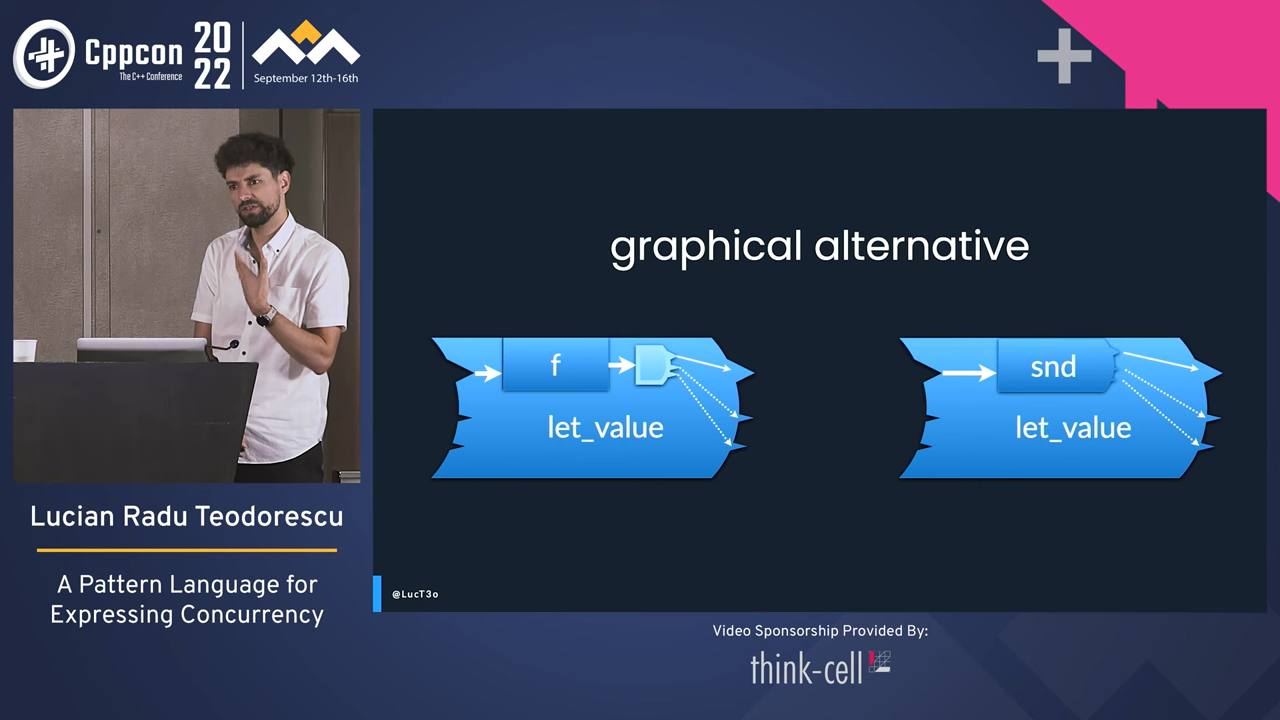 Cppcon
The C++ Conference
20
22
September 12th-16th
graphical alternative
f
let_value
snd
let_value
@LucT3o
Lucian Radu Teodorescu
A Pattern Language for
Expressing Concurrency
Video Sponsorship Provided By:
think-cell